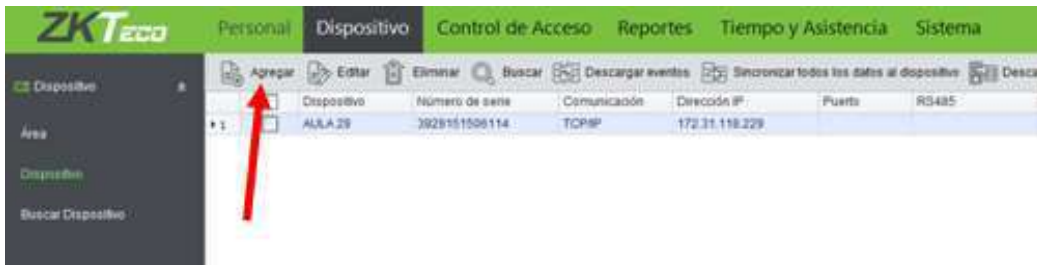 ZKTeco Personal Dispositivo Control de Acceso Reportes Tiempo y Asistencia Sistema
Agregar Editar Eliminar Buscar Descargar eventos Sincronizar todos los datos al dispositivo Desca
Dispositivo
Dispositivo Número de serie Comunicación Dirección IP Puerto RS485
1 AULA 29 3928151506114 TCP/IP 172.31.118.229
Área
Dispositivo
Buscar Dispositivo